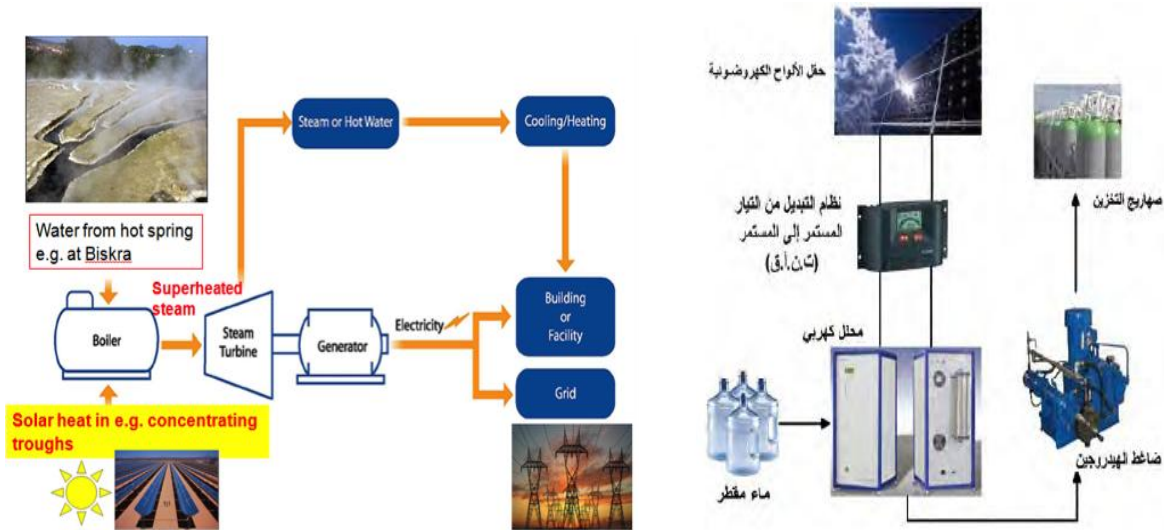 Steam or Hot Water
Cooling/Heating
Water from hot spring
e.g. at Biskra
Superheated
steam
Boiler
Steam
Turbine
Generator
Electricity
Building
or
Facility
Grid
Solar heat in e.g. concentrating
troughs
حقل الألواح الكهروضوئية
نظام التبديل من التيار
المستمر إلى المستمر
(ت.ن.أ.ق)
صهاريج التخزين
محلل كهربي
ماء مقطر
ضاغط الهيدروجين